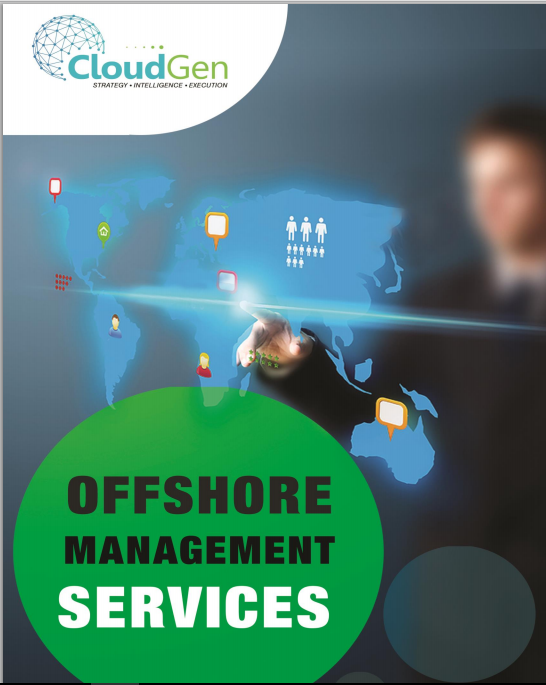 CloudGen
STRATEGY • INTELLIGENCE • EXECUTION
OFFSHORE
MANAGEMENT
SERVICES